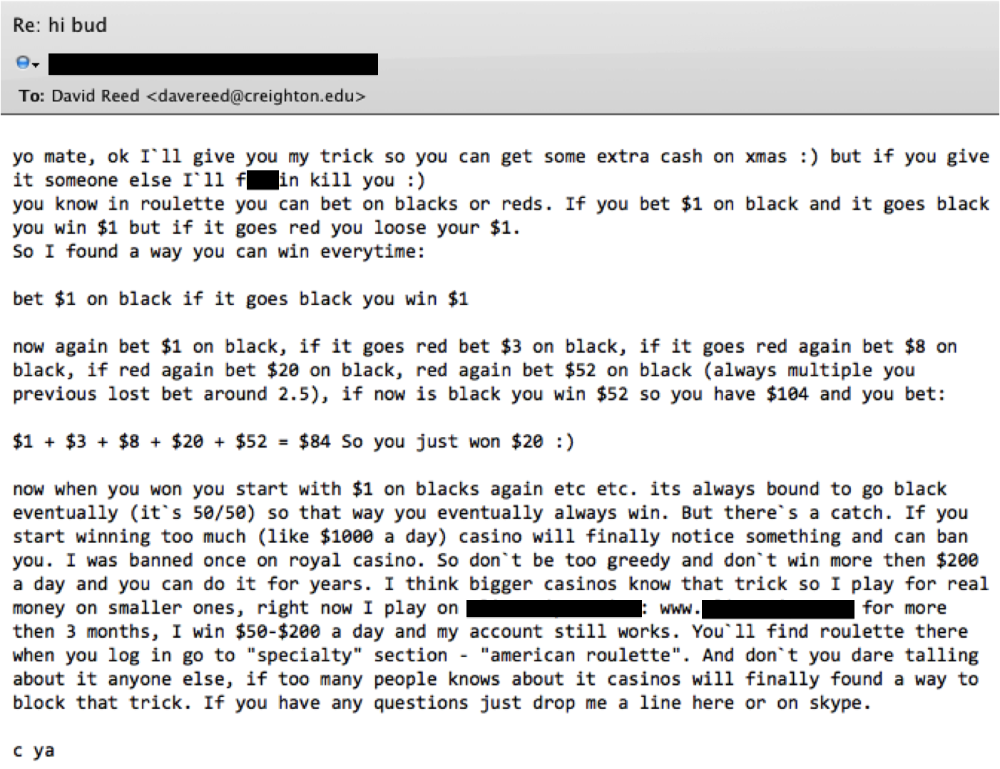 Re: hi bud
To: David Reed <davereed@creighton.edu>
yo mate, ok I`ll give you my trick so you can get some extra cash on xmas :) but if you give
it someone else I`ll f in kill you :)
you know in roulette you can bet on blacks or reds. If you bet $1 on black and it goes black
you win $1 but if it goes red you loose your $1.
So I found a way you can win everytime:
bet $1 on black if it goes black you win $1
now again bet $1 on black, if it goes red bet $3 on black, if it goes red again bet $8 on
black, if red again bet $20 on black, red again bet $52 on black (always multiple you
previous lost bet around 2.5), if now is black you win $52 so you have $104 and you bet:
$1 + $3 + $8 + $20 + $52 = $84 So you just won $20 :)
now when you won you start with $1 on blacks again etc etc. its always bound to go black
eventually (it`s 50/50) so that way you eventually always win. But there`s a catch. If you
start winning too much (like $1000 a day) casino will finally notice something and can ban
you. I was banned once on royal casino. So don`t be too greedy and don`t win more then $200
a day and you can do it for years. I think bigger casinos know that trick so I play for real
money on smaller ones, right now I play on : www. for more
then 3 months, I win $50-$200 a day and my account still works. You`ll find roulette there
when you log in go to "specialty" section - "american roulette". And don`t you dare talling
about it anyone else, if too many people knows about it casinos will finally found a way to
block that trick. If you have any questions just drop me a line here or on skype.
c ya